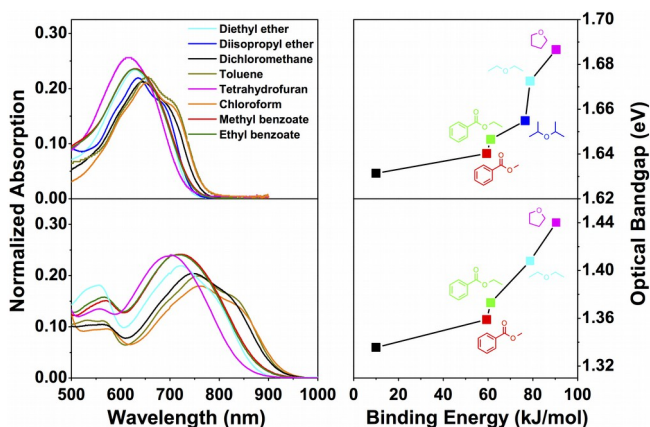 Normalized Absorption
0.30
0.20
0.10
0.00
Diethyl ether
Diisopropyl ether
Dichloromethane
Toluene
Tetrahydrofuran
Chloroform
Methyl benzoate
Ethyl benzoate
0.30
0.20
0.10
0.00
500 600 700 800 900 1000
Wavelength (nm)
1.70
1.68
1.66
1.64
1.62
O
O
O
O
O
O
O
1.44
1.40
1.36
1.32
O
O
O
O
O
O
0 20 40 60 80 100
Binding Energy (kJ/mol)
Optical Bandgap (eV)